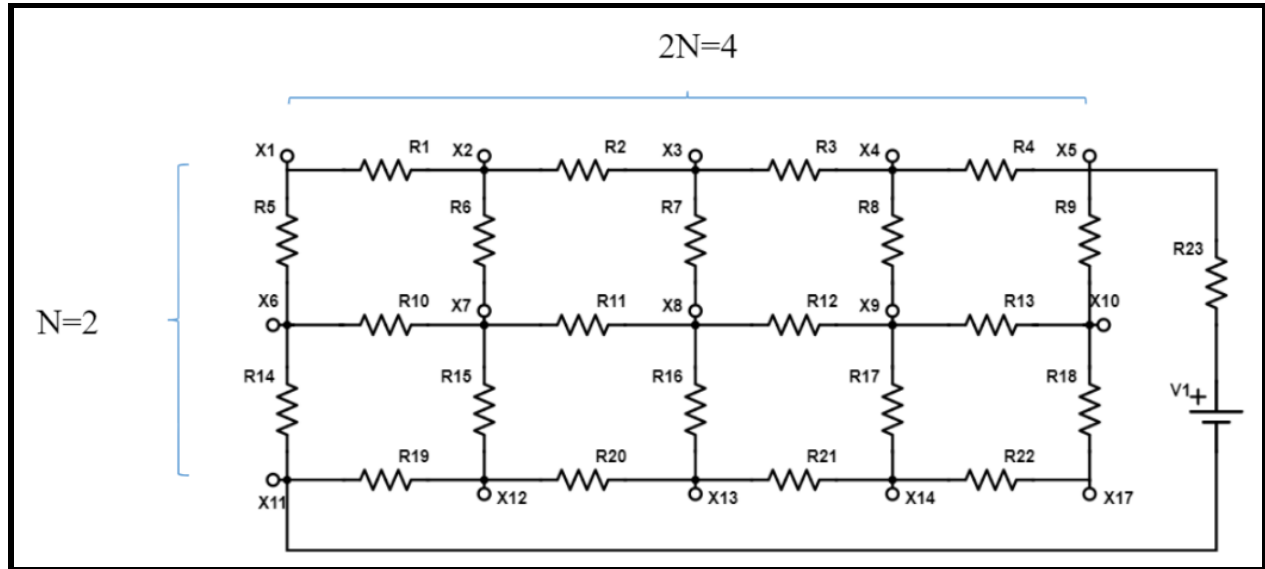 2N=4
X1 R1 X2 R2 X3 R3 X4 R4 X5
R5 R6 R7 R8 R9
R23
X6 R10 X7 R11 X8 R12 X9 R13 X10
N=2
R14 R15 R16 R17 R18
V1+
R19 R20 R21 R22
X11 X12 X13 X14 X17